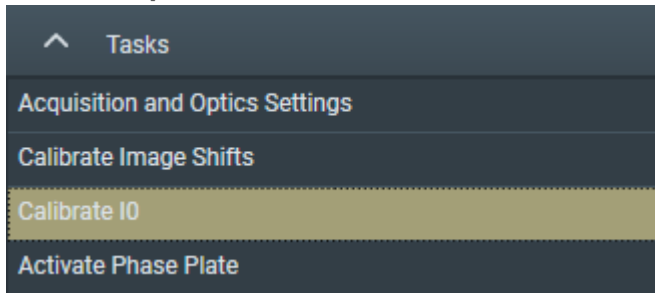 Tasks
Acquisition and Optics Settings
Calibrate Image Shifts
Calibrate I0
Activate Phase Plate